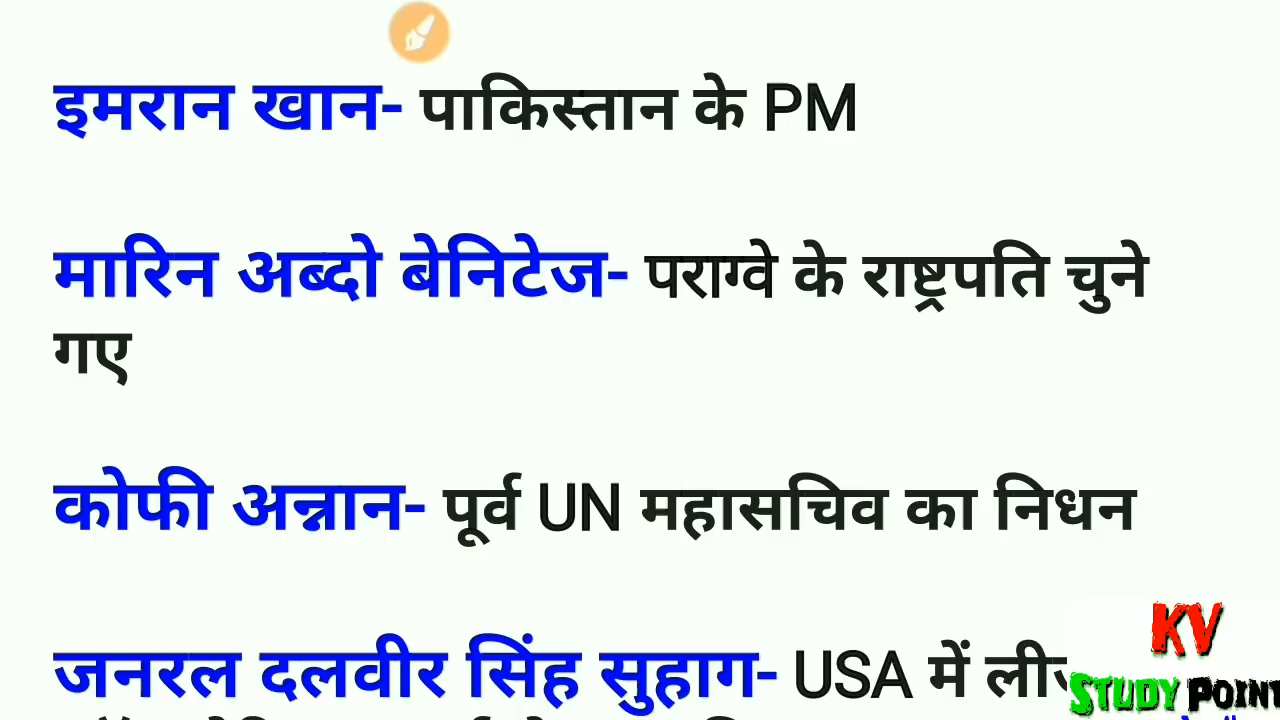 इमरान खान- पाकिस्तान के PM
मारिन अब्दो बेनिटेज- पराग्वे के राष्ट्रपति चुने
गए
कोफी अन्नान- पूर्व UN महासचिव का निधन
जनरल दलवीर सिंह सुहाग- USA में
KV
STUDY POINT